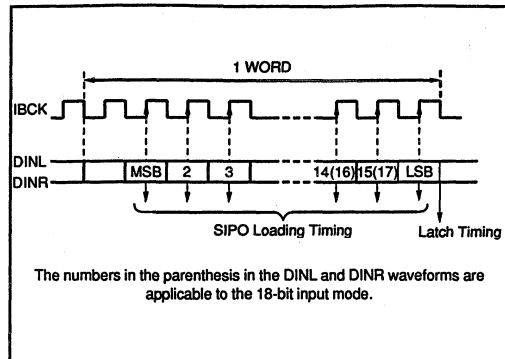 1 WORD
IBCK
DINL
DINR
MSB 2 3 14(16) 15(17) LSB
SIPO Loading Timing
Latch Timing
The numbers in the parenthesis in the DINL and DINR waveforms are
applicable to the 18-bit input mode.